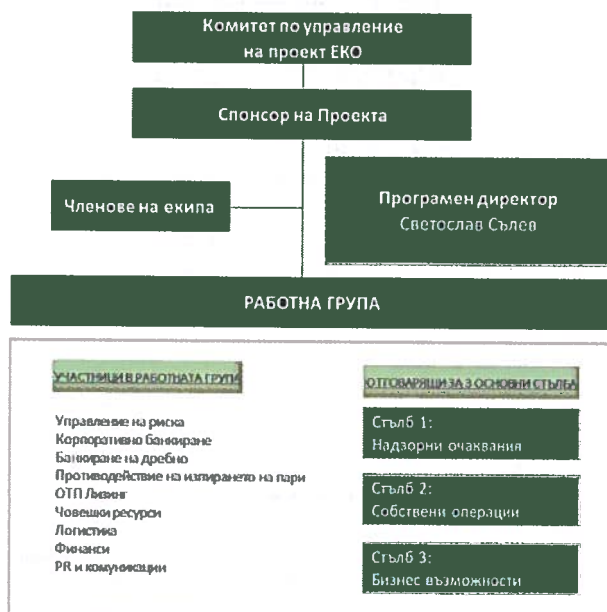 Комитет по управление
на проект ЕКО
Спонсор на Проекта
Членове на екипа
Програмен директор
Светослав Сълев
РАБОТНА ГРУПА
УЧАСТНИЦИ В РАБОТНАТА ГРУПА
Управление на риска
Корпоративно банкиране
Банкиране на дребно
Противодействие на изпирането на пари
ОТП Лизинг
Човешки ресурси
Логистика
Финанси
PR и комуникации
ОТГОВАРЯЩИ ЗА 3 ОСНОВНИ СТЪЛБА
Стълб 1:
Надзорни очаквания
Стълб 2:
Собствени операции
Стълб 3:
Бизнес възможности